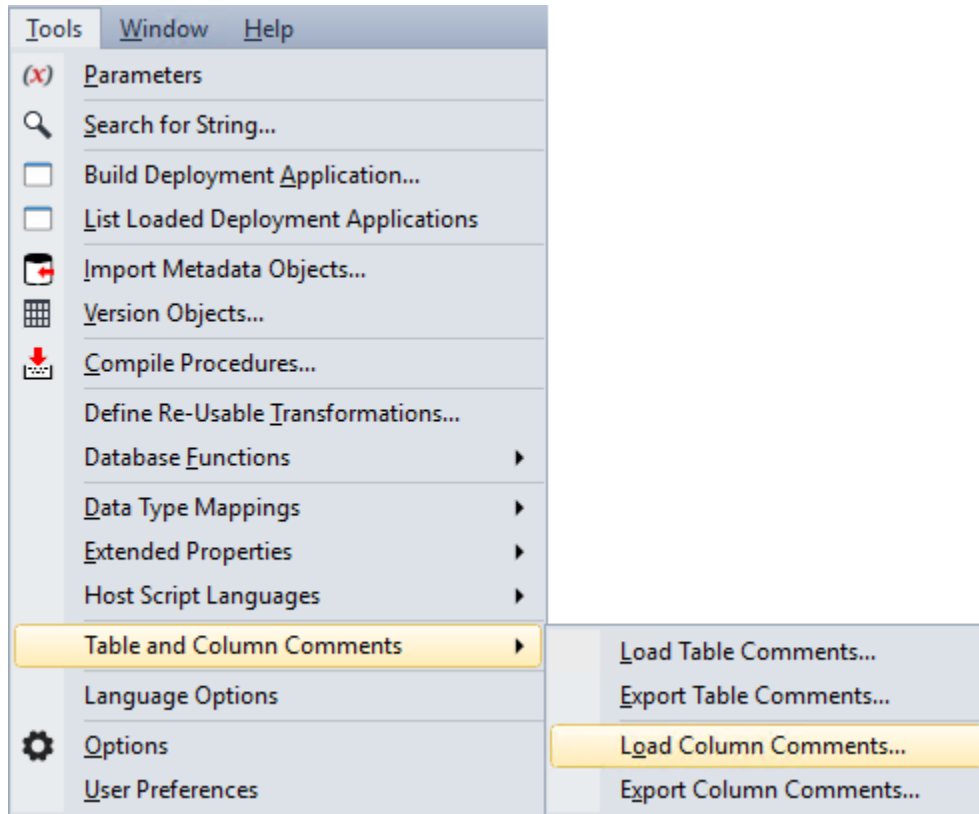 Tools Window Help
(x) Parameters
Search for String...
Build Deployment Application...
List Loaded Deployment Applications
Import Metadata Objects...
Version Objects...
Compile Procedures...
Define Re-Usable Transformations...
Database Functions
Data Type Mappings
Extended Properties
Host Script Languages
Table and Column Comments
Language Options
Options
User Preferences
Load Table Comments...
Export Table Comments...
Load Column Comments...
Export Column Comments...